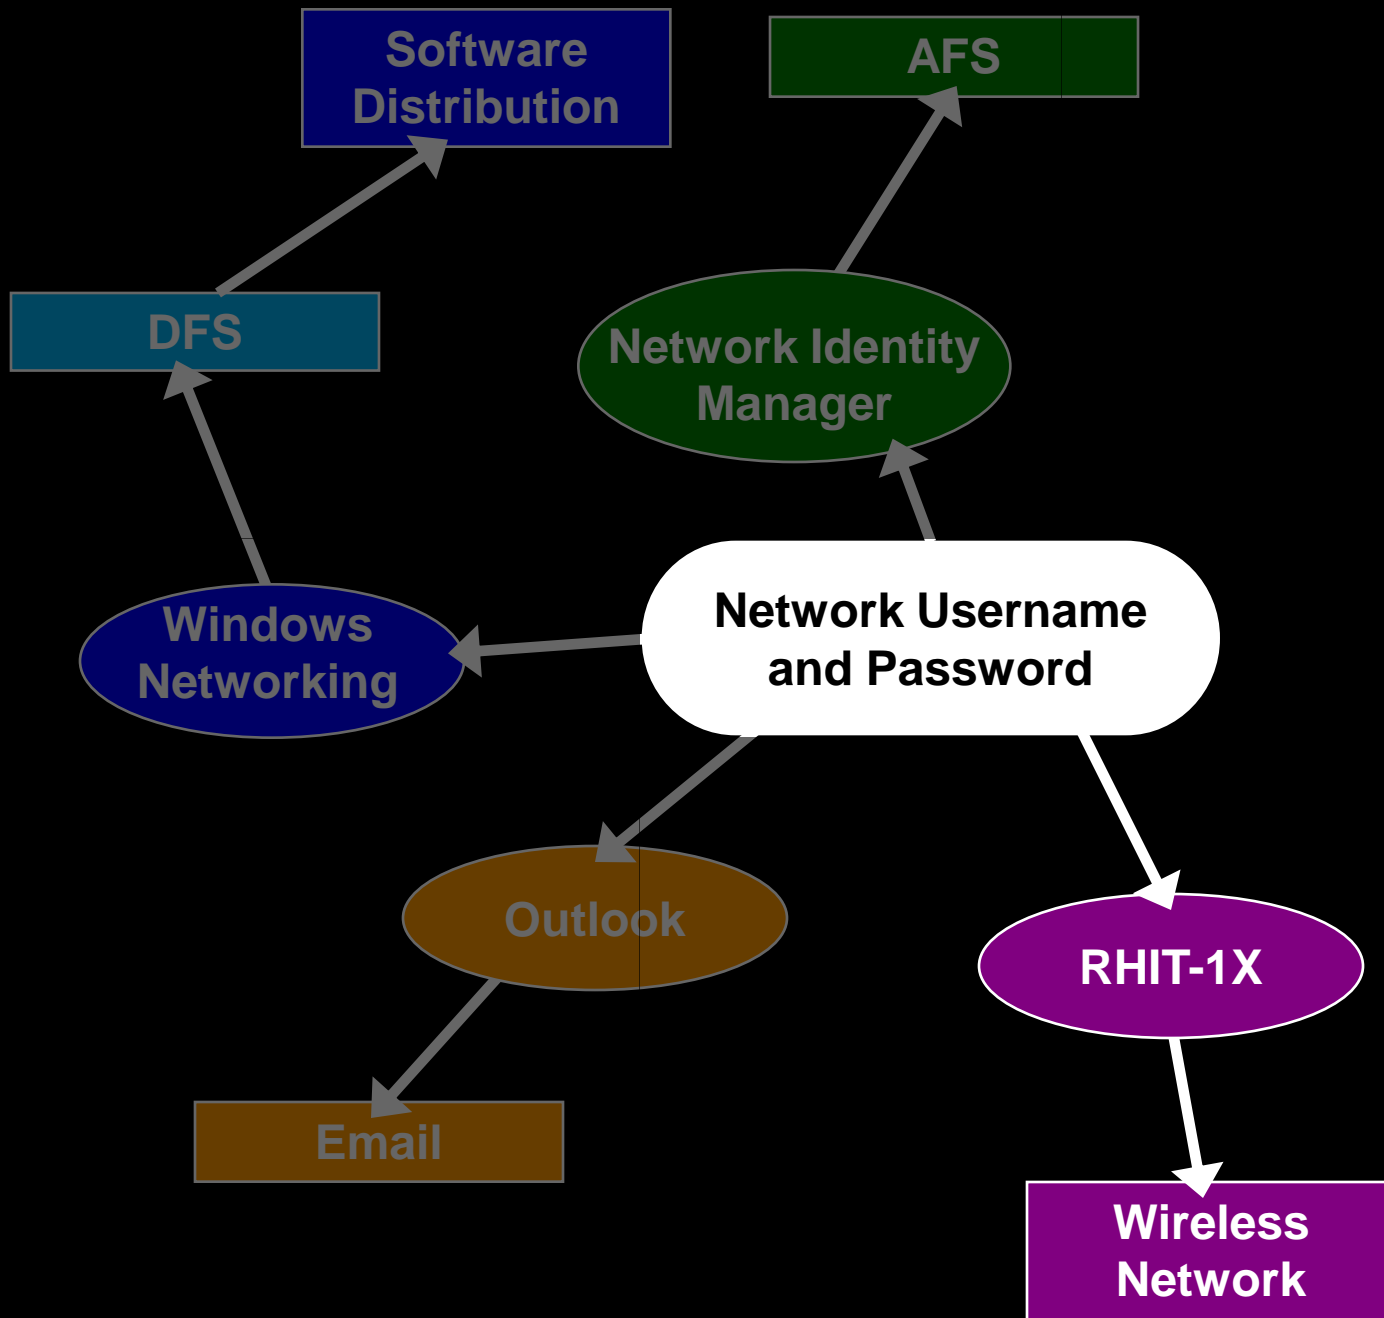 Software
Distribution
AFS
DFS
Network Identity
Manager
Network Username
and Password
Windows
Networking
Outlook
RHIT-1X
Email
Wireless
Network